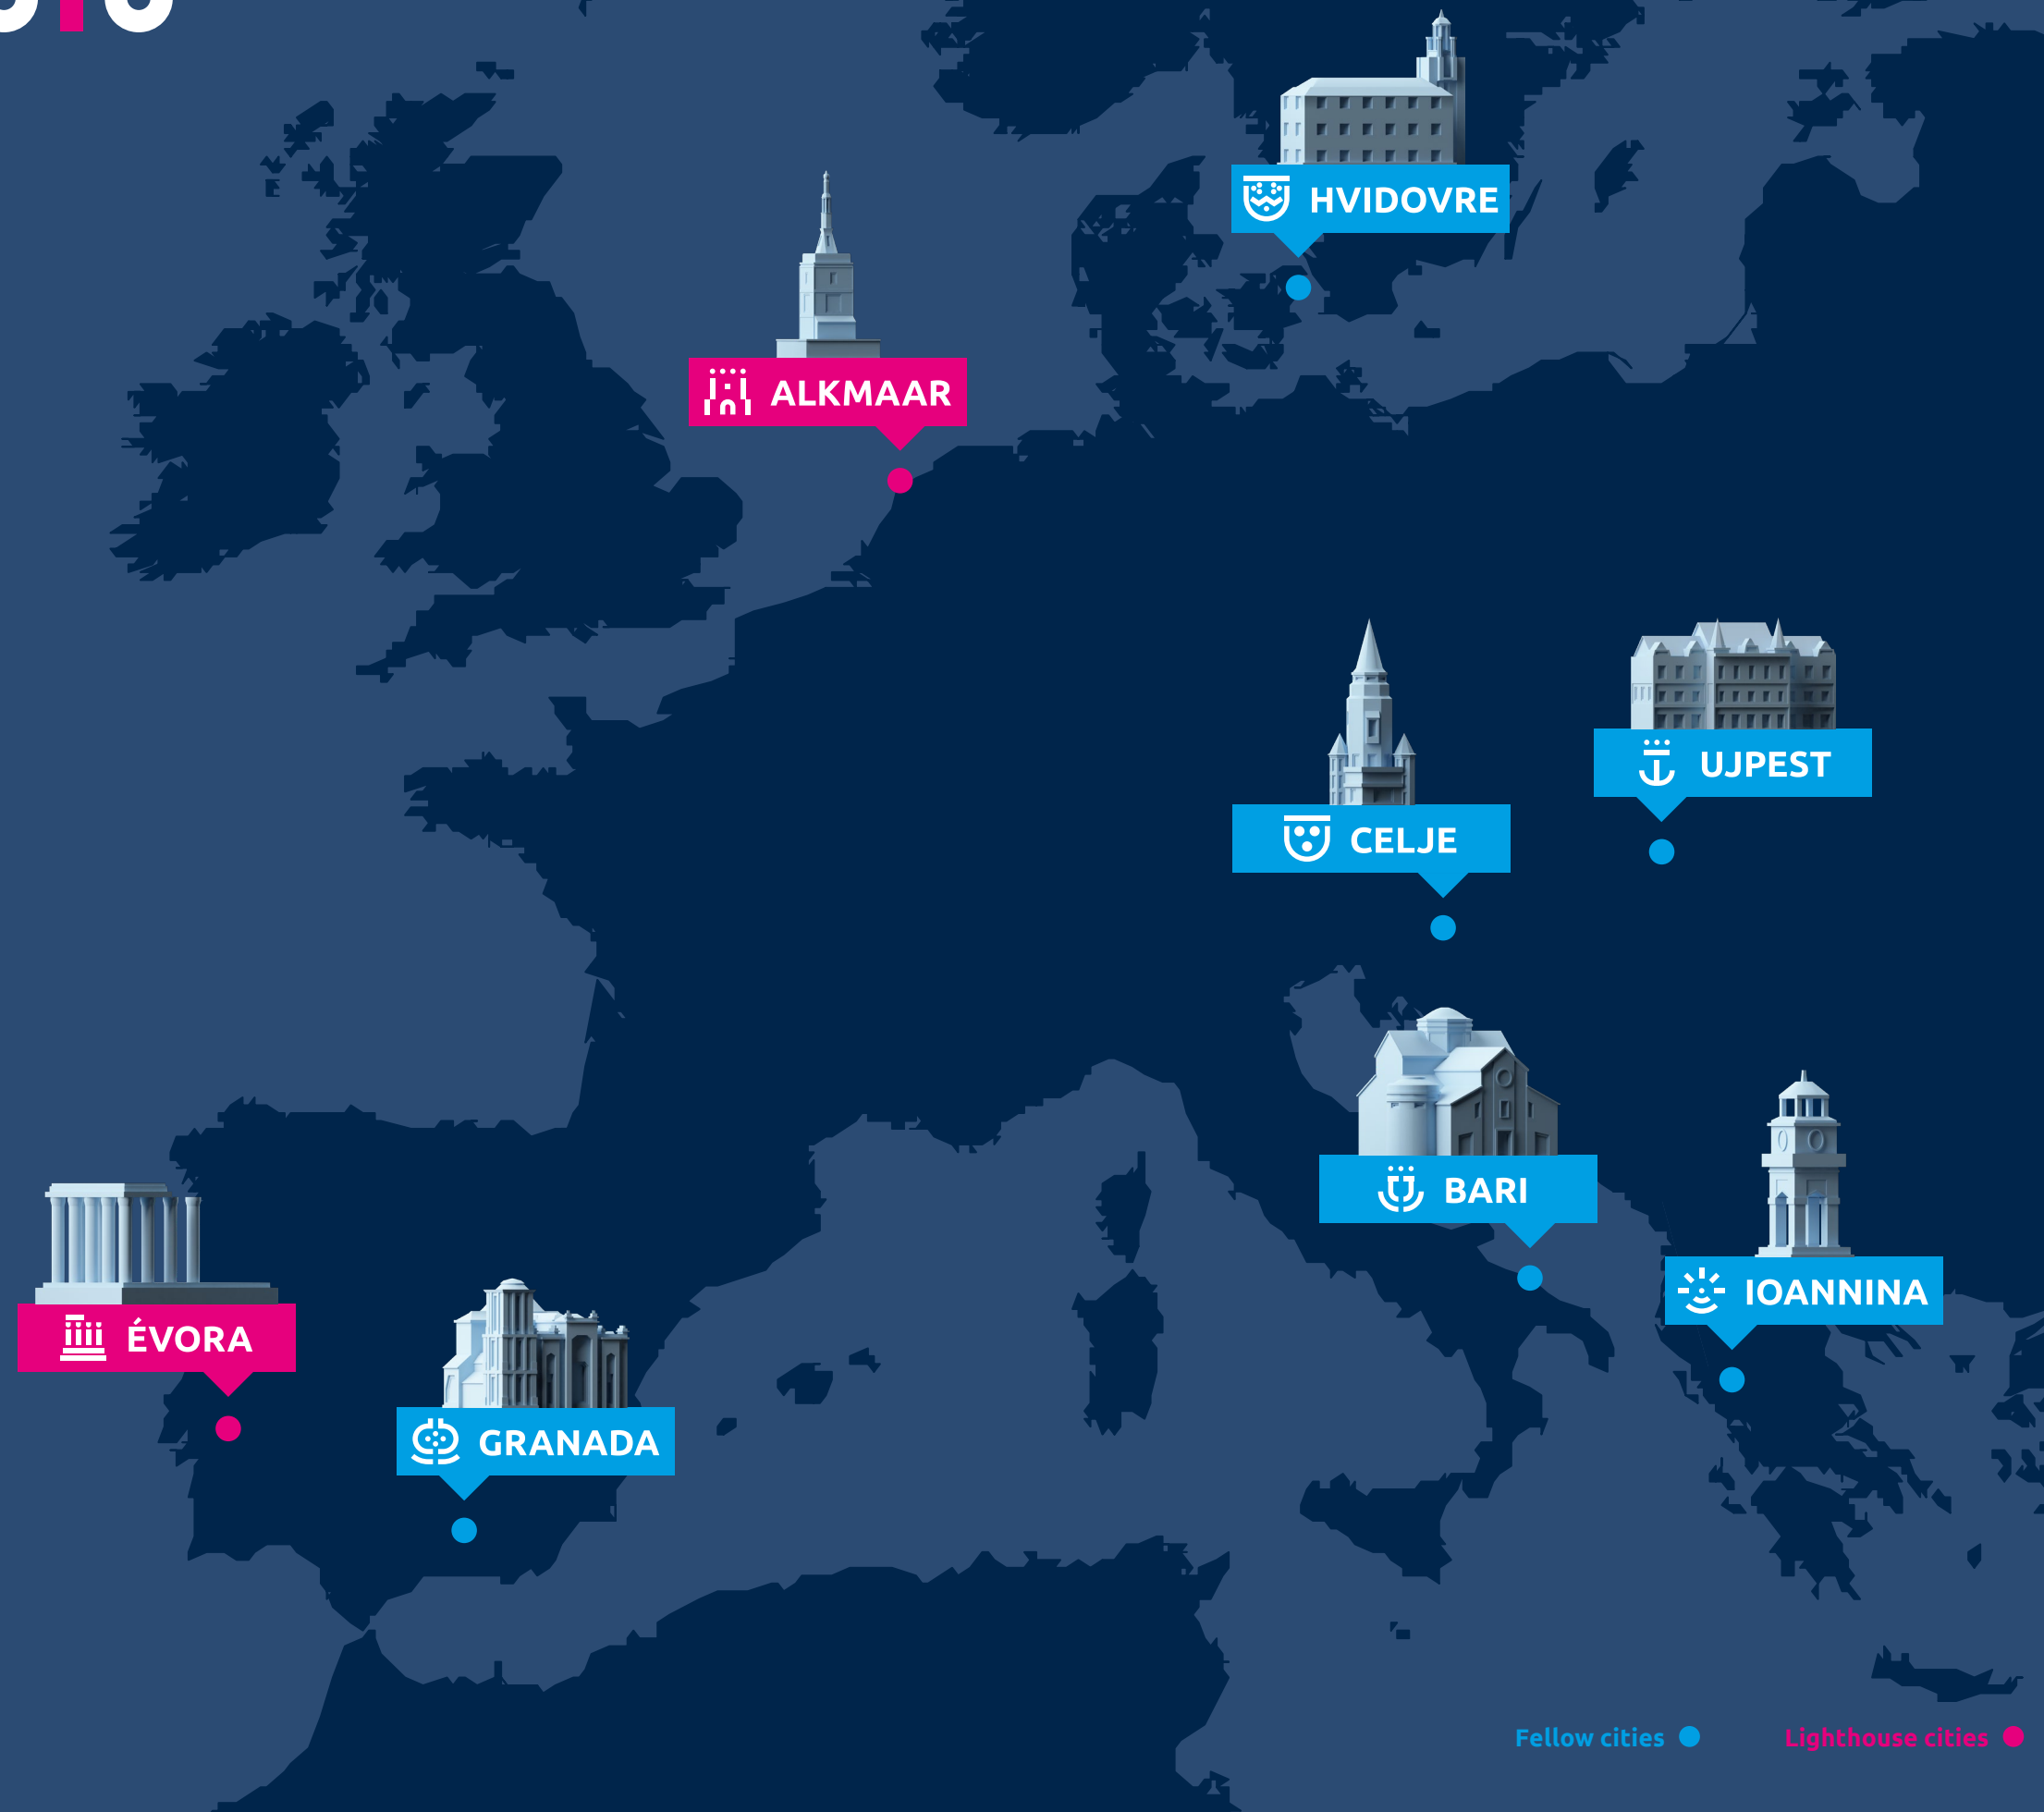 HVIDOVRE
ALKMAAR
UJPEST
CELJE
BARI
IOANNINA
ÉVORA
GRANADA
Fellow cities
Lighthouse cities